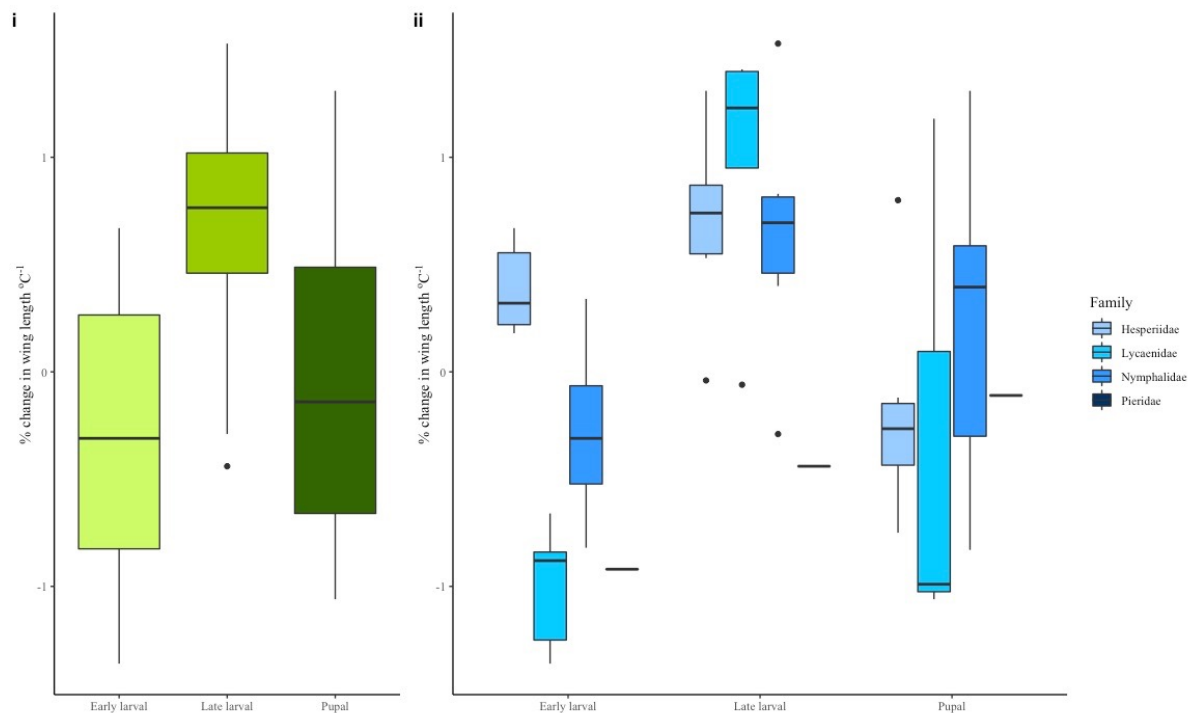 i
% change in wing length °C⁻¹
1
0
-1
Early larval
Late larval
Pupal
ii
% change in wing length °C⁻¹
1
0
-1
Early larval
Late larval
Pupal
Family
Hesperiidae
Lycaenidae
Nymphalidae
Pieridae